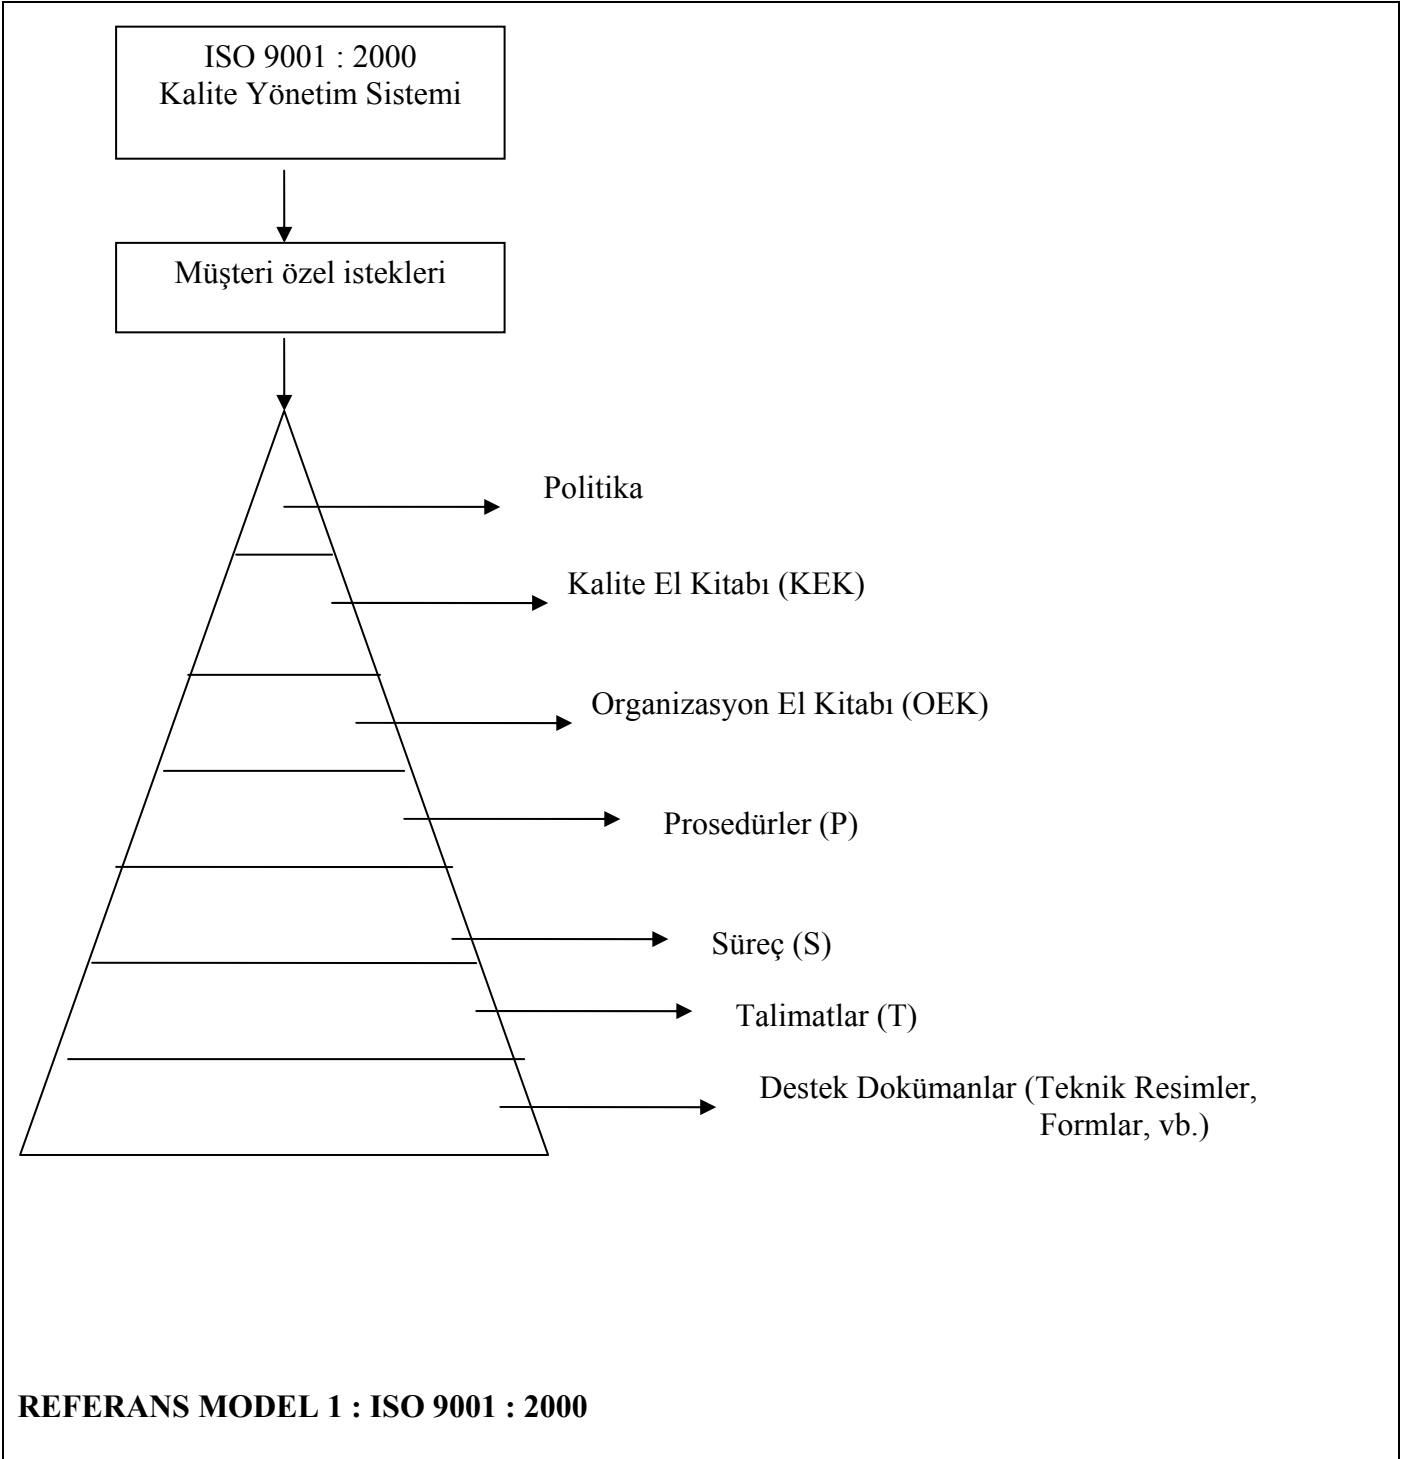 ISO 9001 : 2000
Kalite Yönetim Sistemi
Müşteri özel istekleri
Politika
Kalite El Kitabı (KEK)
Organizasyon El Kitabı (OEK)
Prosedürler (P)
Süreç (S)
Talimatlar (T)
Destek Dokümanlar (Teknik Resimler,
Formlar, vb.)
REFERANS MODEL 1 : ISO 9001 : 2000